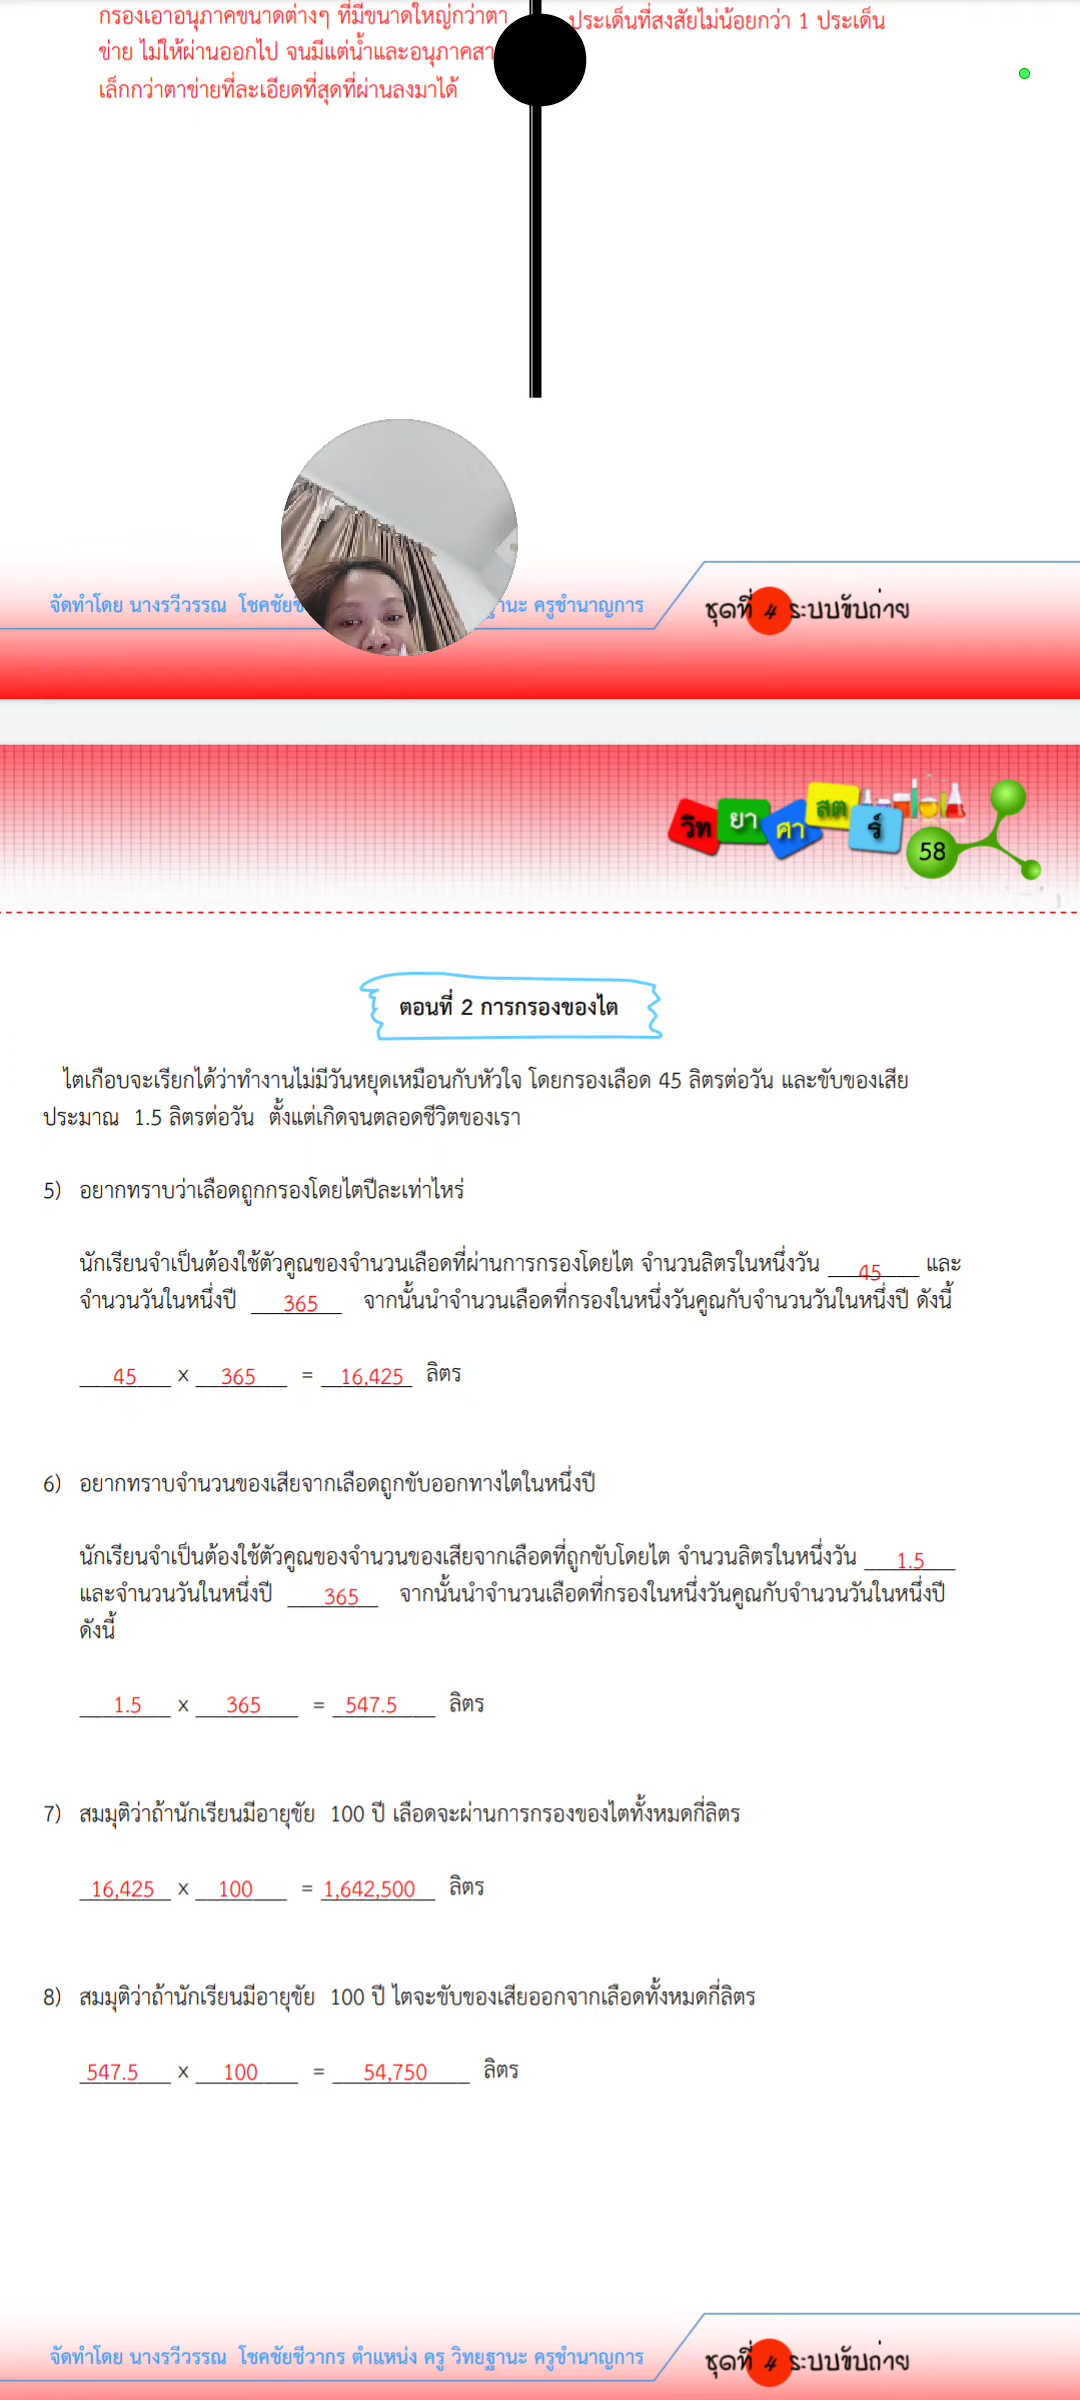 กรองเอาอนุภาคขนาดต่างๆ ที่มีขนาดใหญ่กว่าตา
ข่าย ไม่ให้ผ่านออกไป จนมีแต่น้ำและอนุภาคสา
เล็กกว่าตาข่ายที่ละเอียดที่สุดที่ผ่านลงมาได้
ประเด็นที่สงสัยไม่น้อยกว่า 1 ประเด็น
จัดทำโดย นางรวีวรรณ โชคชัยชี ฐานะ ครูชำนาญการ
ชุดที่ 4 ระบบขับถ่าย
วิทยาศาสตร์
58
ตอนที่ 2 การกรองของไต
ไตเกือบจะเรียกได้ว่าทำงานไม่มีวันหยุดเหมือนกับหัวใจ โดยกรองเลือด 45 ลิตรต่อวัน และขับของเสีย
ประมาณ 1.5 ลิตรต่อวัน ตั้งแต่เกิดจนตลอดชีวิตของเรา
5) อยากทราบว่าเลือดถูกกรองโดยไตปีละเท่าไหร่
นักเรียนจำเป็นต้องใช้ตัวคูณของจำนวนเลือดที่ผ่านการกรองโดยไต จำนวนลิตรในหนึ่งวัน 45 และ
จำนวนวันในหนึ่งปี 365 จากนั้นนำจำนวนเลือดที่กรองในหนึ่งวันคูณกับจำนวนวันในหนึ่งปี ดังนี้
45 x 365 = 16,425 ลิตร
6) อยากทราบจำนวนของเสียจากเลือดถูกขับออกทางไตในหนึ่งปี
นักเรียนจำเป็นต้องใช้ตัวคูณของจำนวนของเสียจากเลือดที่ถูกขับโดยไต จำนวนลิตรในหนึ่งวัน 1.5
และจำนวนวันในหนึ่งปี 365 จากนั้นนำจำนวนเลือดที่กรองในหนึ่งวันคูณกับจำนวนวันในหนึ่งปี
ดังนี้
1.5 x 365 = 547.5 ลิตร
7) สมมุติว่าถ้านักเรียนมีอายุขัย 100 ปี เลือดจะผ่านการกรองของไตทั้งหมดกี่ลิตร
16,425 x 100 = 1,642,500 ลิตร
8) สมมุติว่าถ้านักเรียนมีอายุขัย 100 ปี ไตจะขับของเสียออกจากเลือดทั้งหมดกี่ลิตร
547.5 x 100 = 54,750 ลิตร
จัดทำโดย นางรวีวรรณ โชคชัยชีวากร ตำแหน่ง ครู วิทยฐานะ ครูชำนาญการ
ชุดที่ 4 ระบบขับถ่าย